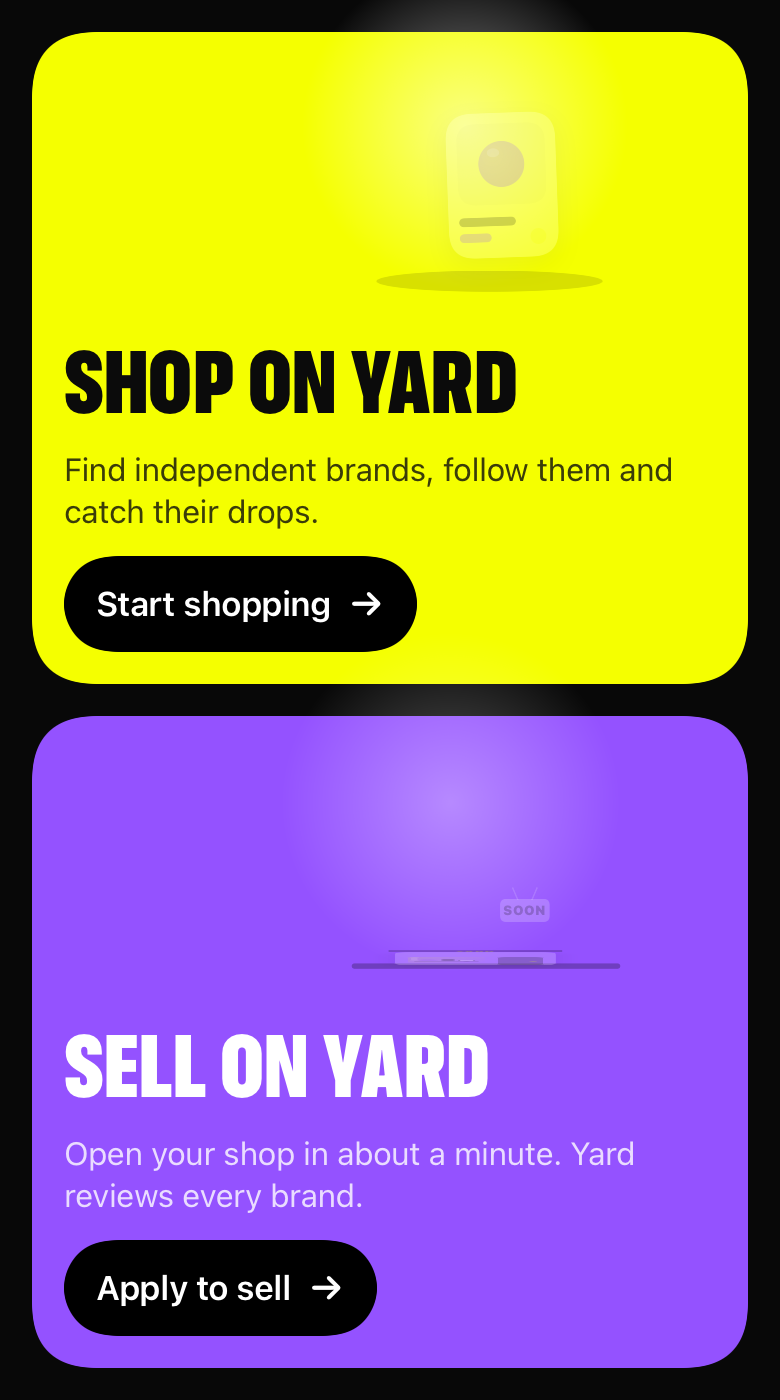 SHOP ON YARD
Find independent brands, follow them and
catch their drops.
Start shopping →
SOON
SELL ON YARD
Open your shop in about a minute. Yard
reviews every brand.
Apply to sell →